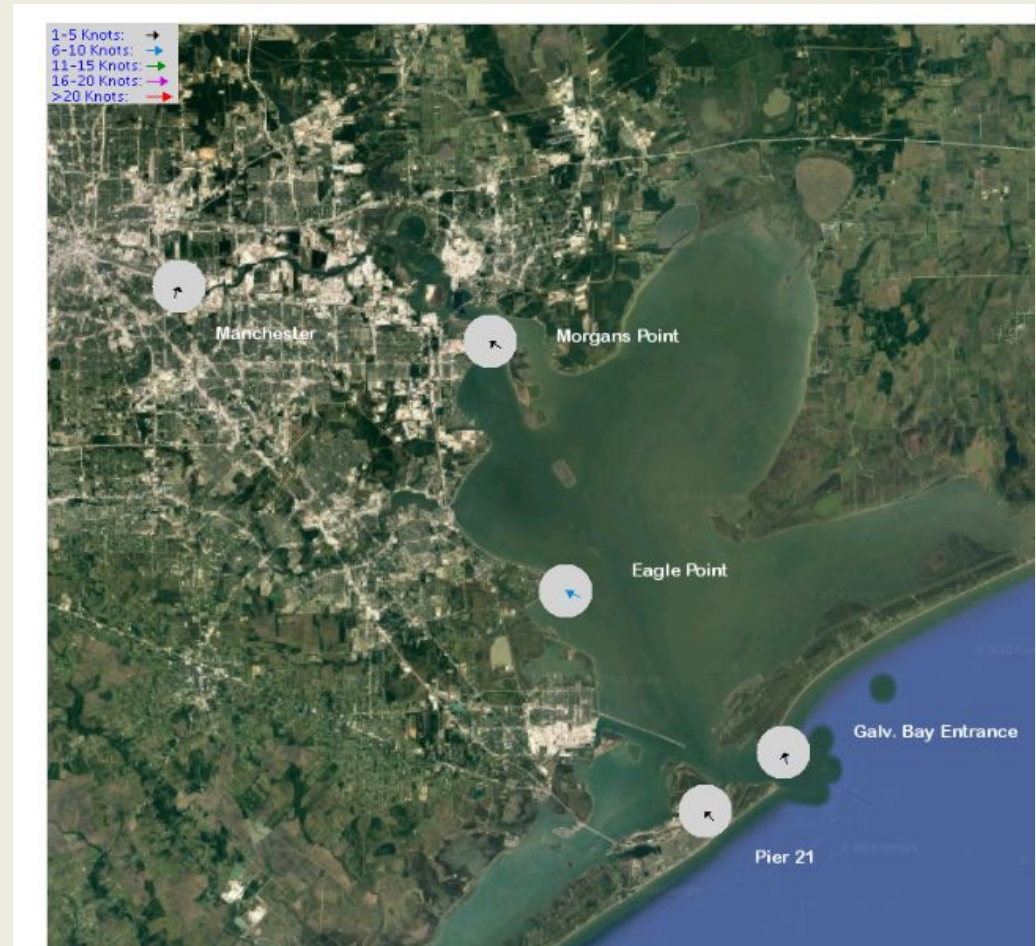 1-5 Knots:
6-10 Knots:
11-15 Knots:
16-20 Knots:
>20 Knots:
Manchester
Morgans Point
Eagle Point
Galv. Bay Entrance
Pier 21